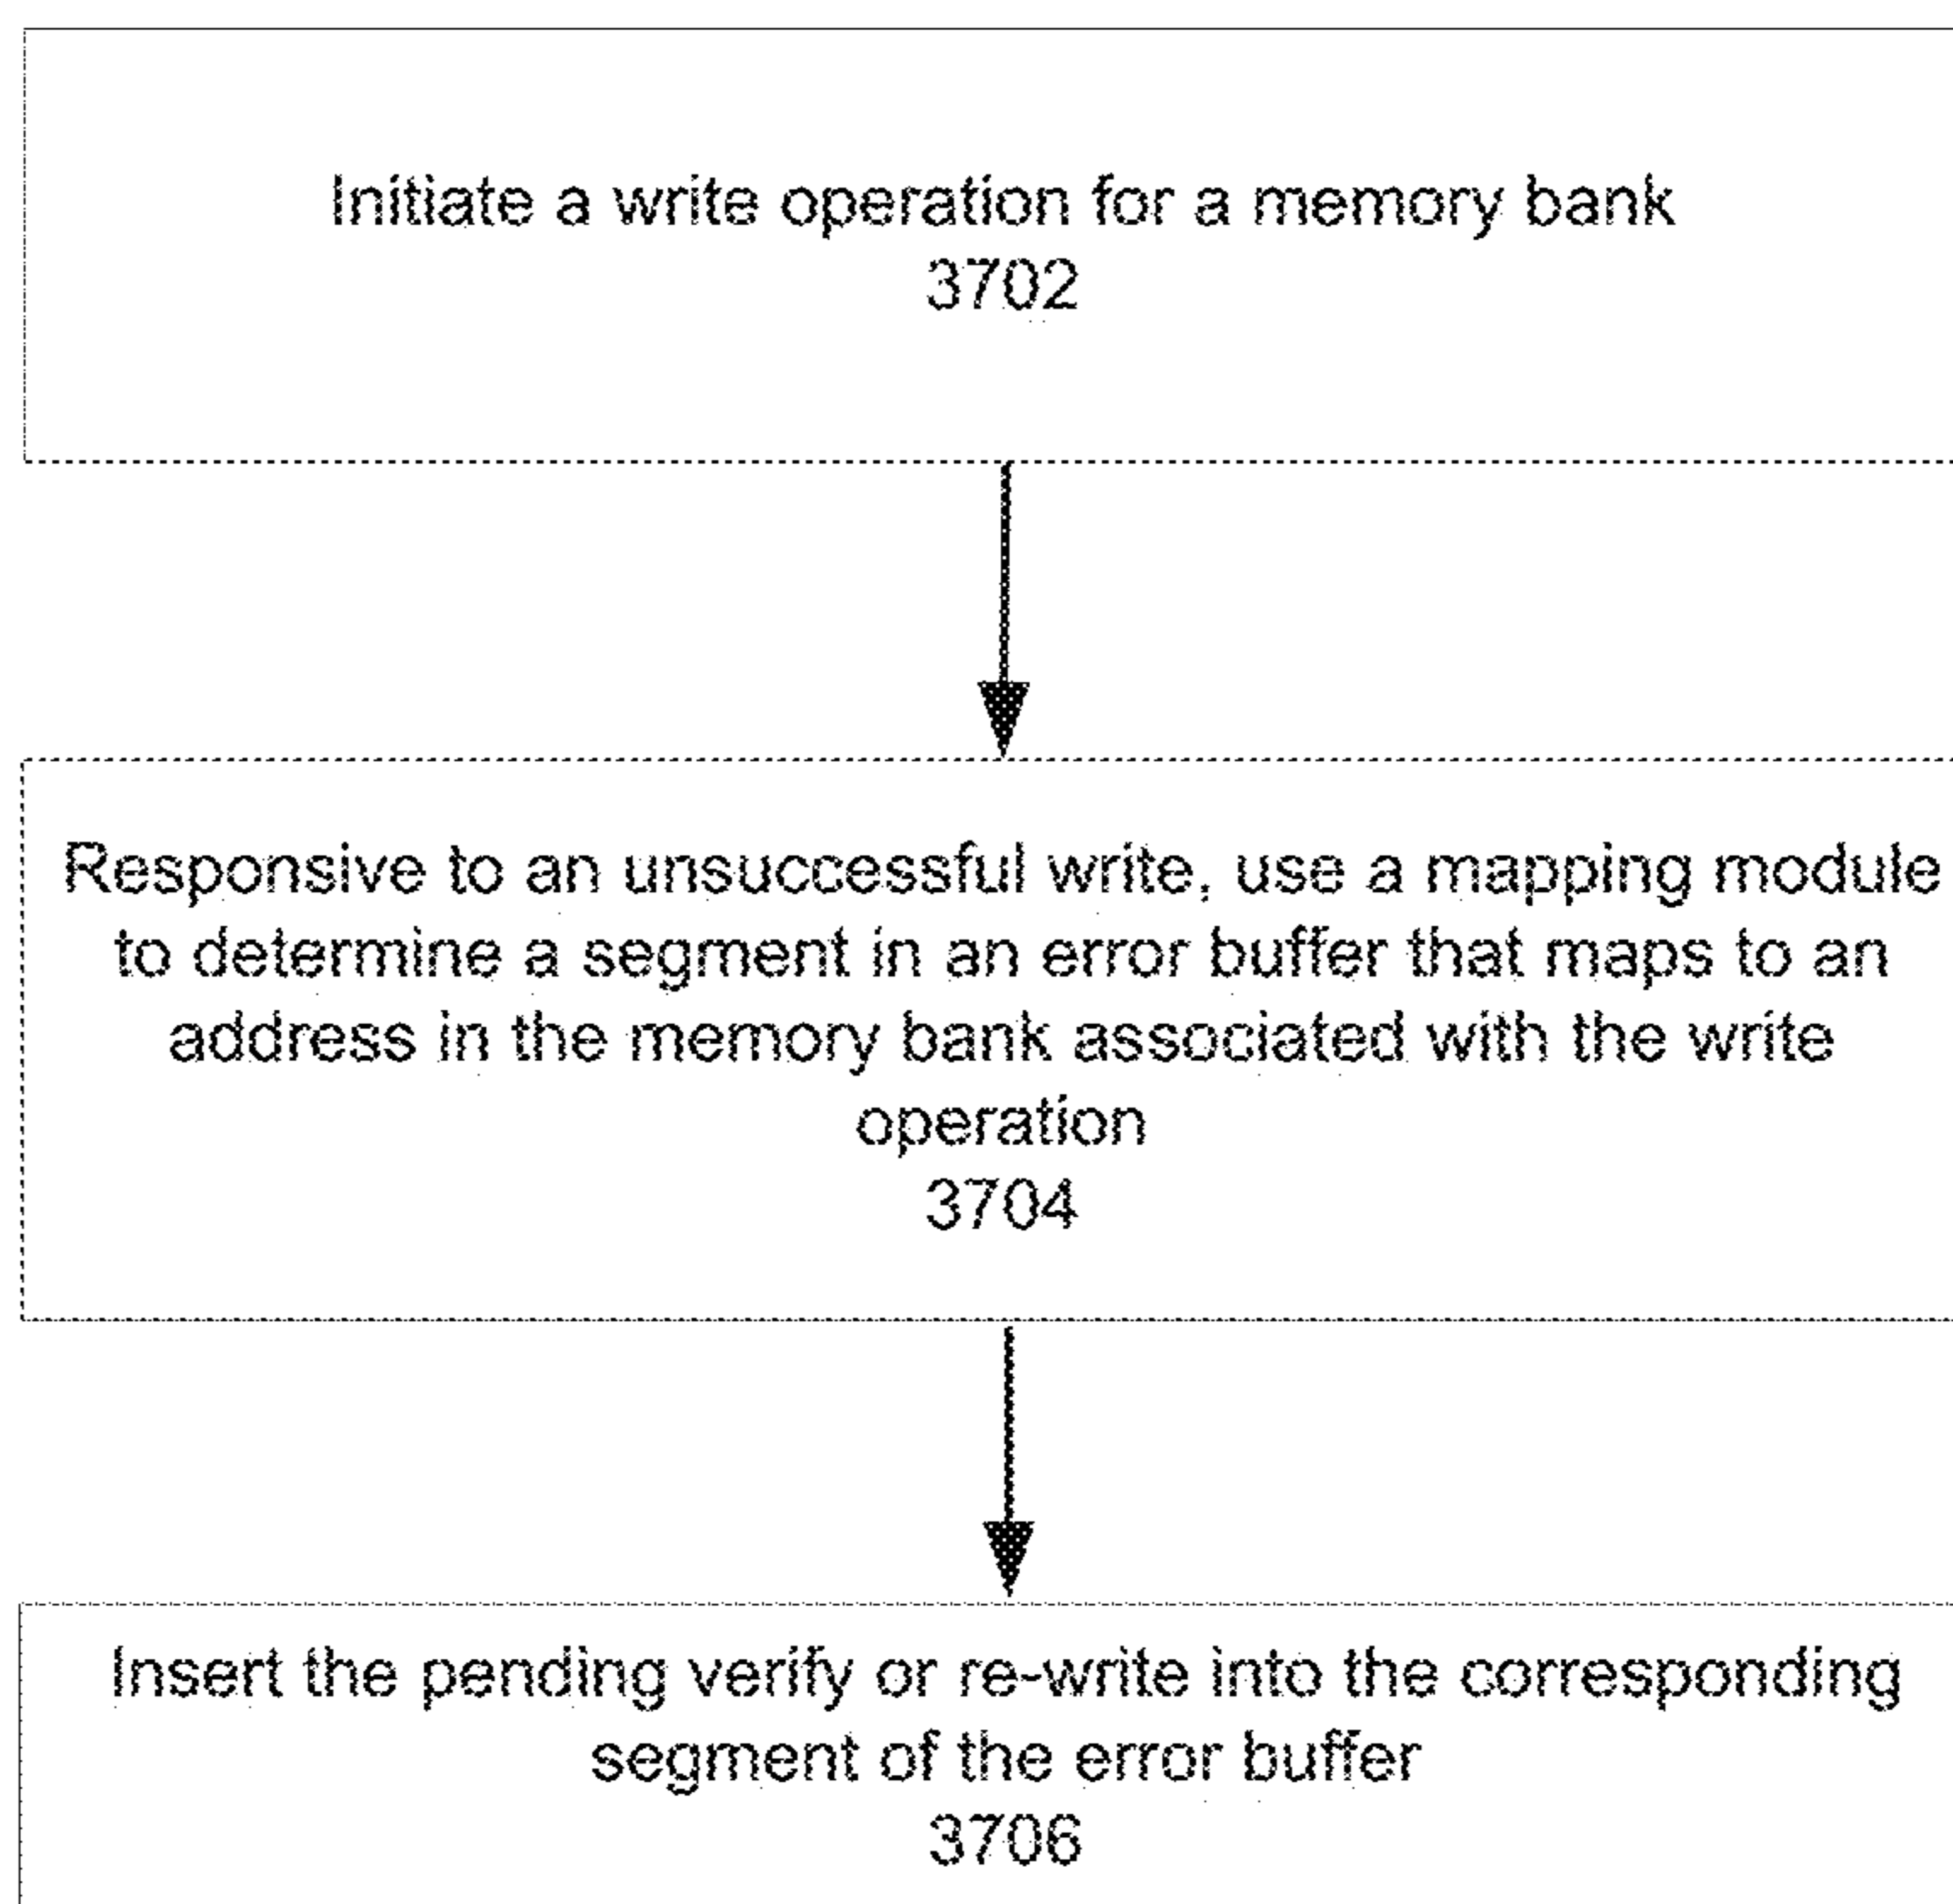 Initiate a write operation for a memory bank
3702
Responsive to an unsuccessful write, use a mapping module
to determine a segment in an error buffer that maps to an
address in the memory bank associated with the write
operation
3704
Insert the pending verify or re-write into the corresponding
segment of the error buffer
3706